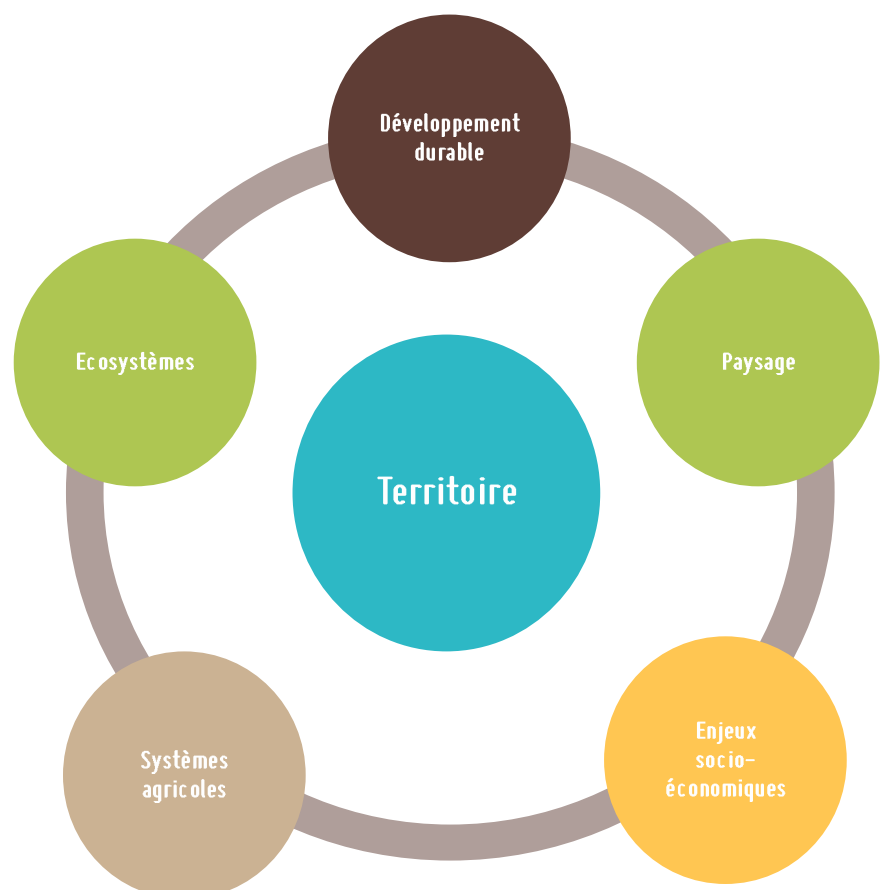 Développement
durable
Ecosystèmes
Paysage
Territoire
Systèmes
agricoles
Enjeux
socio-
économiques